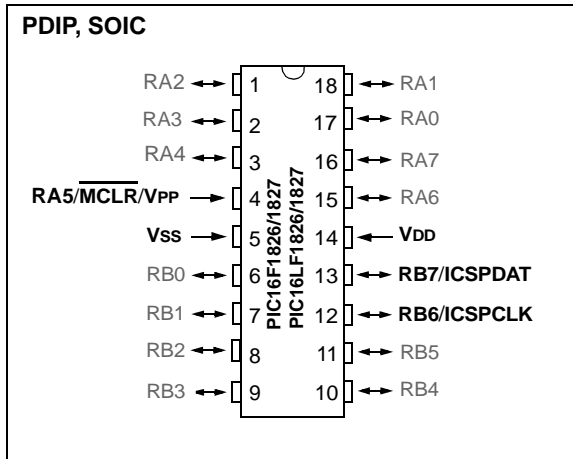 PDIP, SOIC
RA2 1 18 RA1
RA3 2 17 RA0
RA4 3 16 RA7
RA5/MCLR/VPP 4 15 RA6
VSS 5 14 VDD
RB0 6 13 RB7/ICSPDAT
RB1 7 12 RB6/ICSPCLK
RB2 8 11 RB5
RB3 9 10 RB4
PIC16F1826/1827
PIC16LF1826/1827